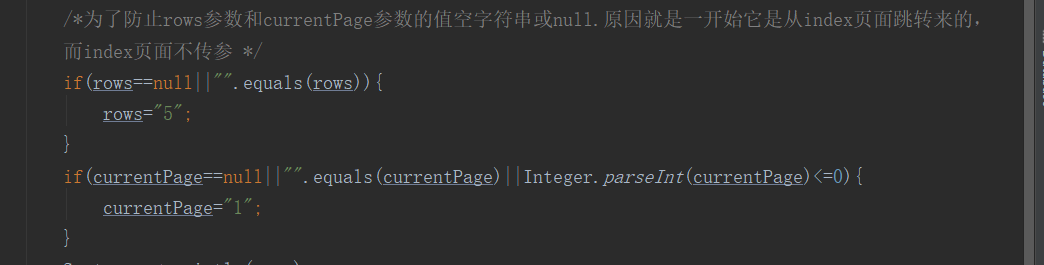 /*为了防止rows参数和currentPage参数的值空字符串或null.原因就是一开始它是从index页面跳转来的,
而index页面不传参 */
if(rows==null||"".equals(rows)){
rows="5";
}
if(currentPage==null||"".equals(currentPage)||Integer.parseInt(currentPage)<=0){
currentPage="1";
}